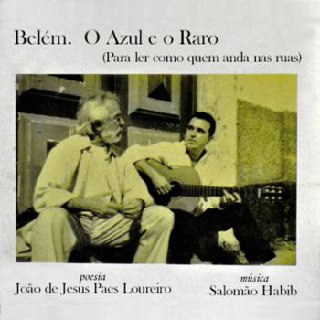 Belém. O Azul e o Raro
(Para ler como quem anda nas ruas)
poesia
João de Jesus Paes Loureiro
música
Salomão Habib